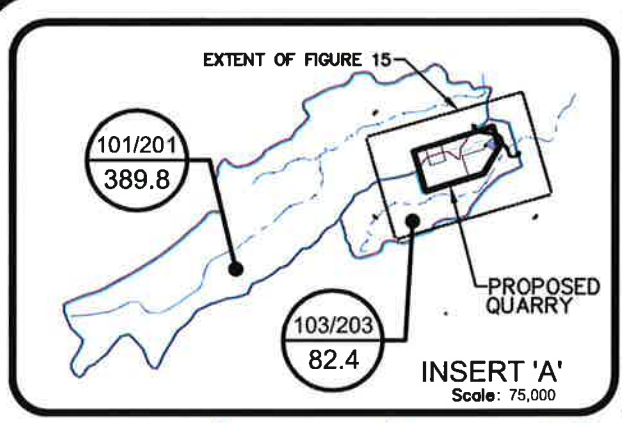 EXTENT OF FIGURE 15
101/201
389.8
PROPOSED
QUARRY
103/203
82.4
INSERT 'A'
Scale: 75,000